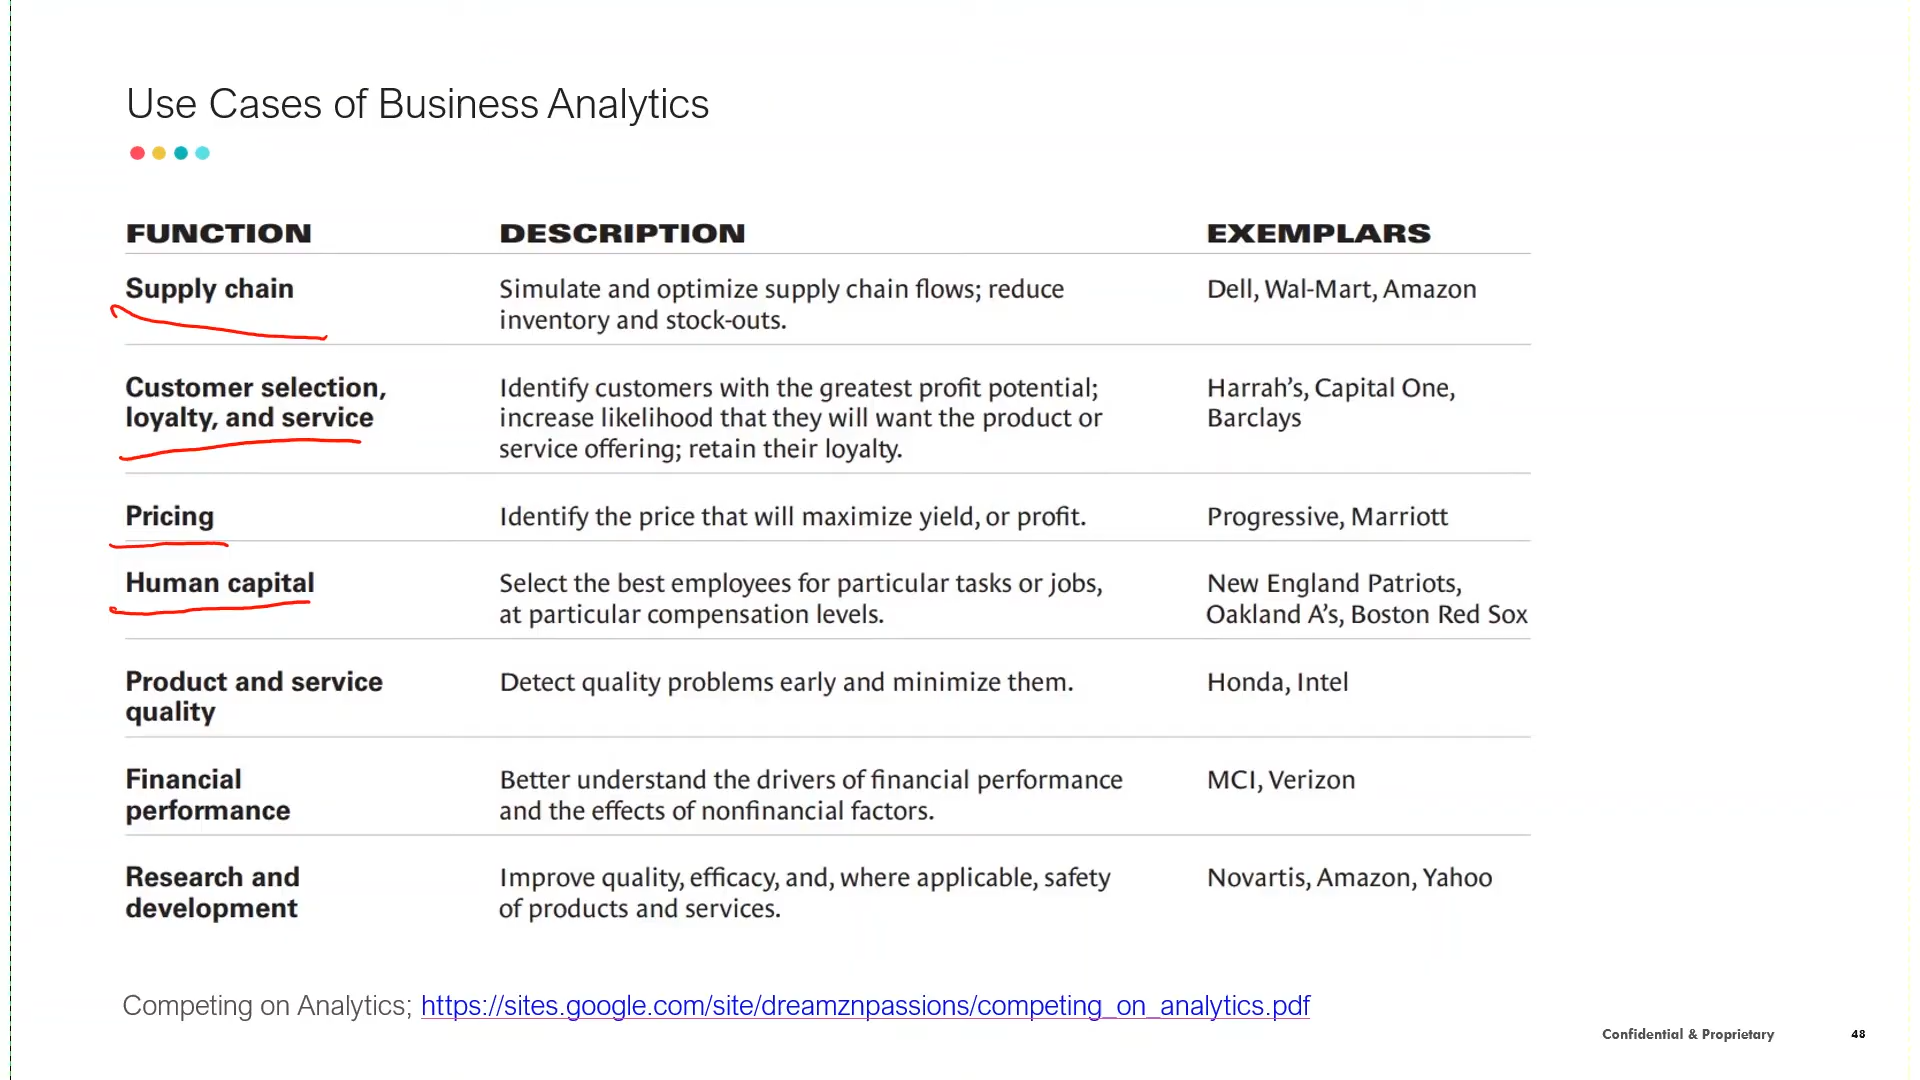 Use Cases of Business Analytics
FUNCTION DESCRIPTION EXEMPLARS
Supply chain Simulate and optimize supply chain flows; reduce Dell, Wal-Mart, Amazon
inventory and stock-outs.
Customer selection, Identify customers with the greatest profit potential; Harrah's, Capital One,
loyalty, and service increase likelihood that they will want the product or Barclays
service offering; retain their loyalty.
Pricing Identify the price that will maximize yield, or profit. Progressive, Marriott
Human capital Select the best employees for particular tasks or jobs, New England Patriots,
at particular compensation levels. Oakland A's, Boston Red Sox
Product and service Detect quality problems early and minimize them. Honda, Intel
quality
Financial Better understand the drivers of financial performance MCI, Verizon
performance and the effects of nonfinancial factors.
Research and Improve quality, efficacy, and, where applicable, safety Novartis, Amazon, Yahoo
development of products and services.
Competing on Analytics; https://sites.google.com/site/dreamznpassions/competing_on_analytics.pdf
Confidential & Proprietary 48